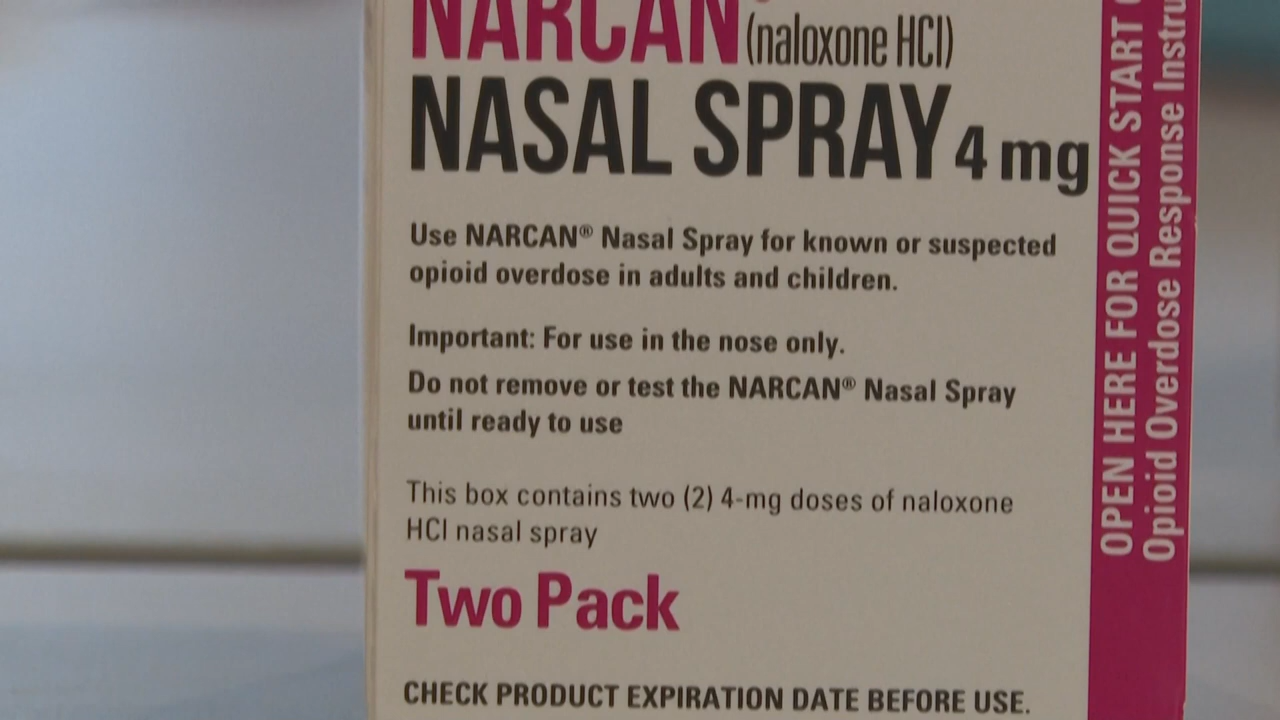 NARCAN
(naloxone HCl)
NASAL SPRAY 4 mg
Use NARCAN® Nasal Spray for known or suspected
opioid overdose in adults and children.
Important: For use in the nose only.
Do not remove or test the NARCAN® Nasal Spray
until ready to use
This box contains two (2) 4-mg doses of naloxone
HCl nasal spray
Two Pack
CHECK PRODUCT EXPIRATION DATE BEFORE USE.
OPEN HERE FOR QUICK START
Opioid Overdose Response